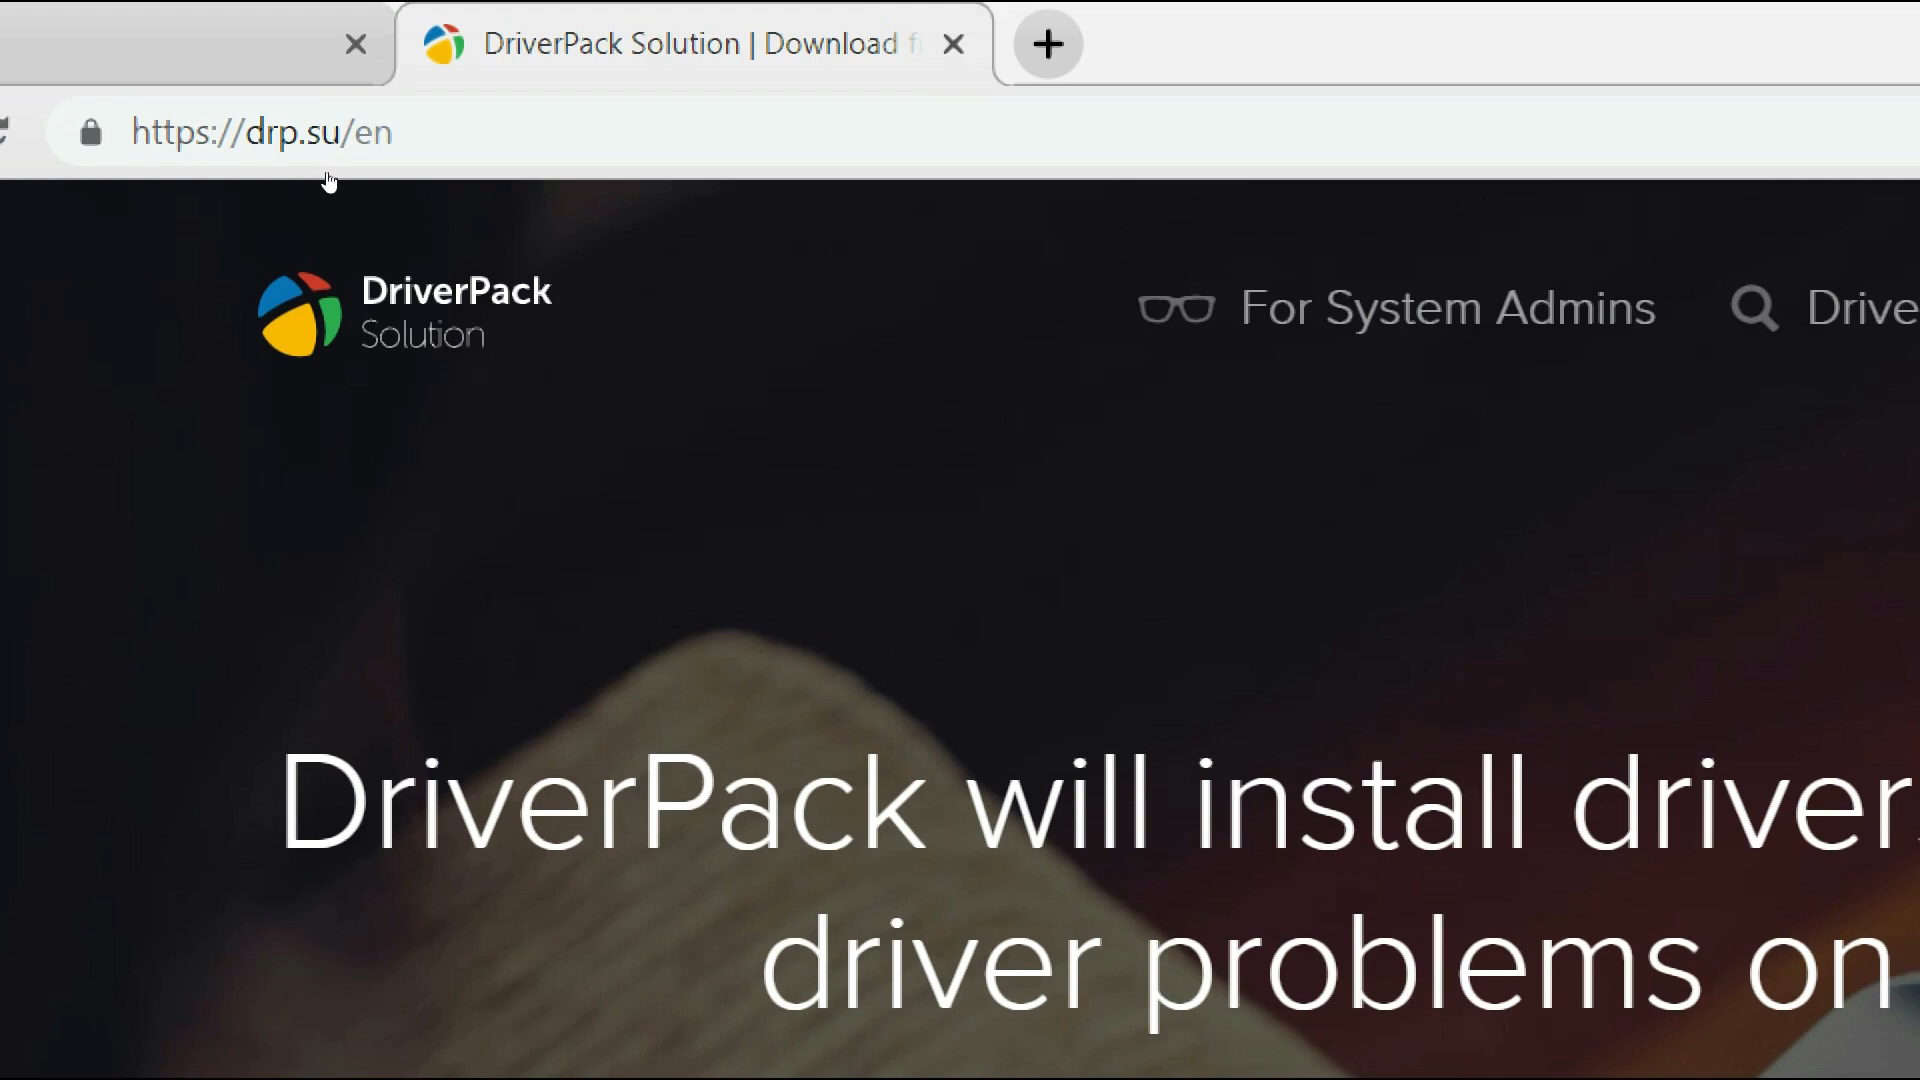 DriverPack Solution | Download
https://drp.su/en
DriverPack
Solution
For System Admins
Drive
DriverPack will install driver
driver problems on